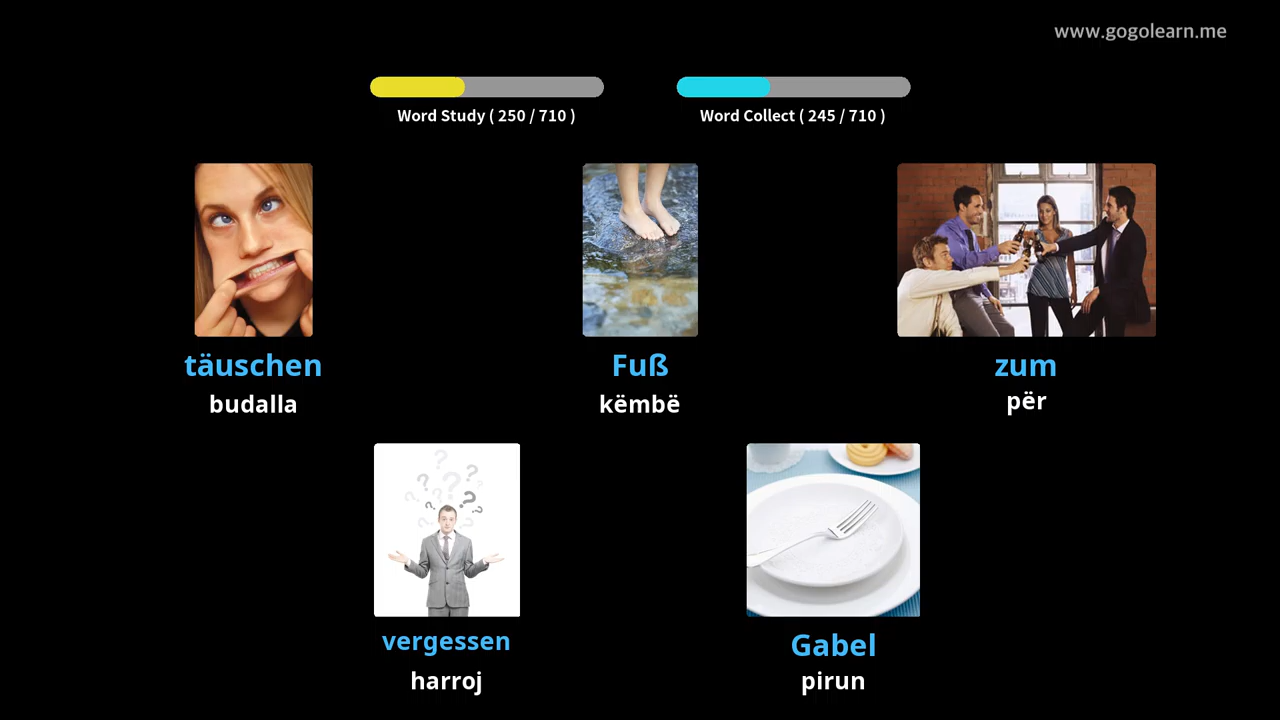 www.gogolearn.me
Word Study ( 250 / 710 )
Word Collect ( 245 / 710 )
täuschen
budalla
Fuß
këmbë
zum
për
vergessen
harroj
Gabel
pirun